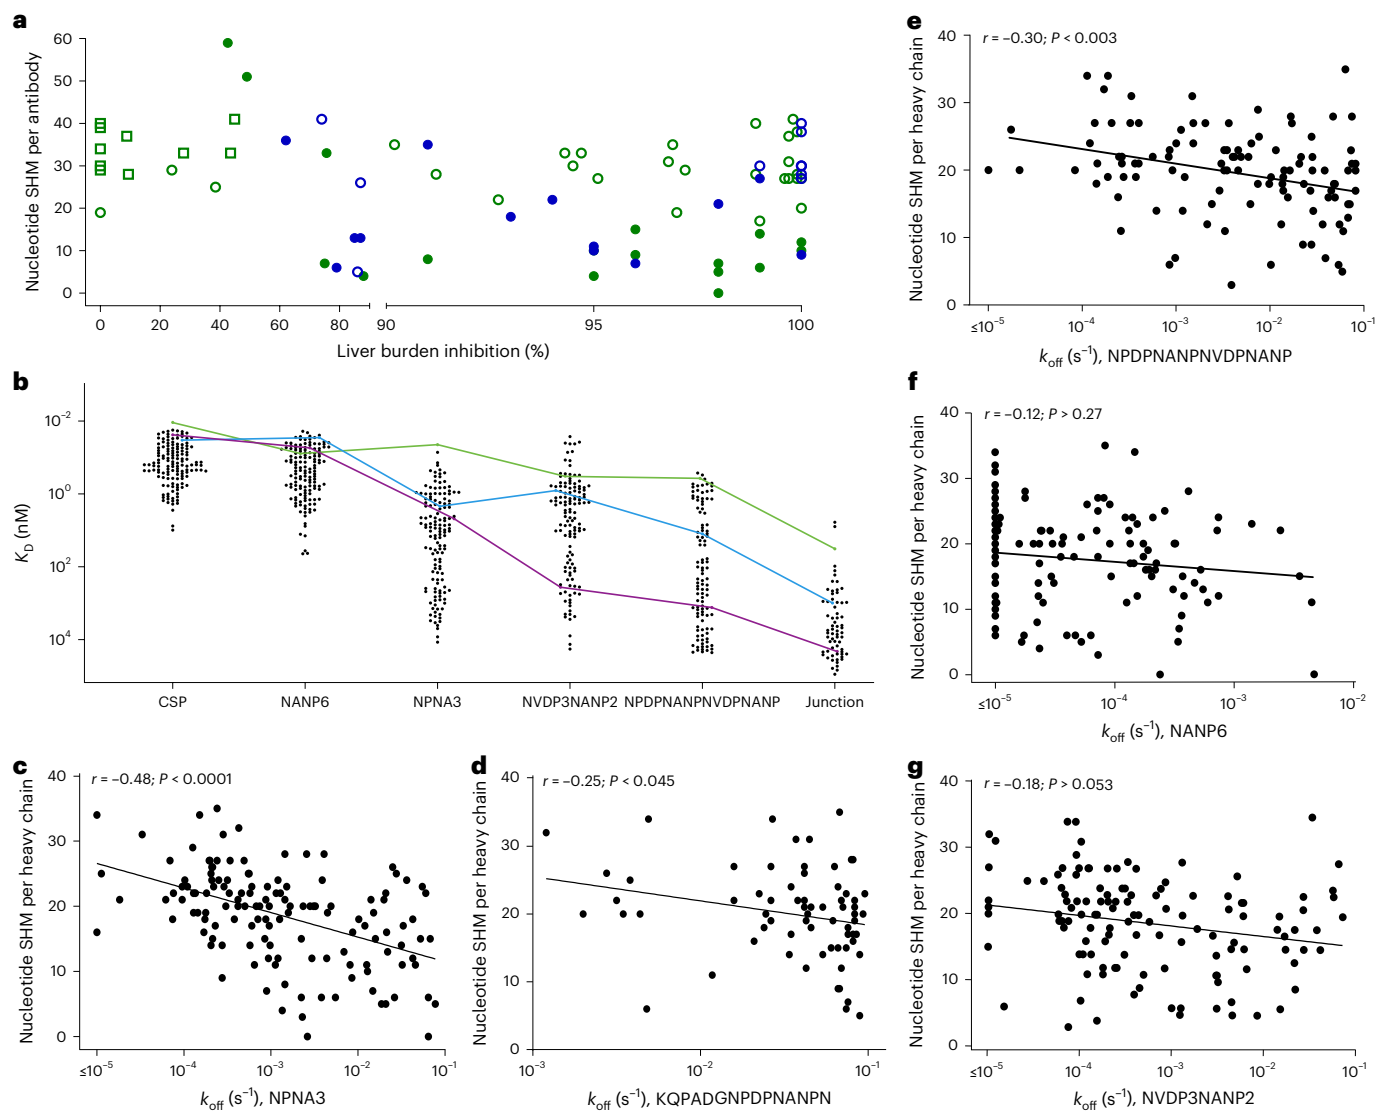 a
Nucleotide SHM per antibody
60
50
40
30
20
10
0
0 20 40 60 80 90 95 100
Liver burden inhibition (%)
b
K_D (nM)
10⁻²
10⁰
10²
10⁴
CSP NANP6 NPNA3 NVDP3NANP2 NPDPNANPNVDPNANP Junction
c
r = –0.48; P < 0.0001
Nucleotide SHM per heavy chain
40
30
20
10
0
≤10⁻⁵ 10⁻⁴ 10⁻³ 10⁻² 10⁻¹
k_off (s⁻¹), NPNA3
d
r = –0.25; P < 0.045
Nucleotide SHM per heavy chain
40
30
20
10
0
10⁻³ 10⁻² 10⁻¹
k_off (s⁻¹), KQPADGNPDPNANPN
e
r = –0.30; P < 0.003
Nucleotide SHM per heavy chain
40
30
20
10
0
≤10⁻⁵ 10⁻⁴ 10⁻³ 10⁻² 10⁻¹
k_off (s⁻¹), NPDPNANPNVDPNANP
f
r = –0.12; P > 0.27
Nucleotide SHM per heavy chain
40
30
20
10
0
≤10⁻⁵ 10⁻⁴ 10⁻³ 10⁻²
k_off (s⁻¹), NANP6
g
r = –0.18; P > 0.053
Nucleotide SHM per heavy chain
40
30
20
10
0
≤10⁻⁵ 10⁻⁴ 10⁻³ 10⁻² 10⁻¹
k_off (s⁻¹), NVDP3NANP2